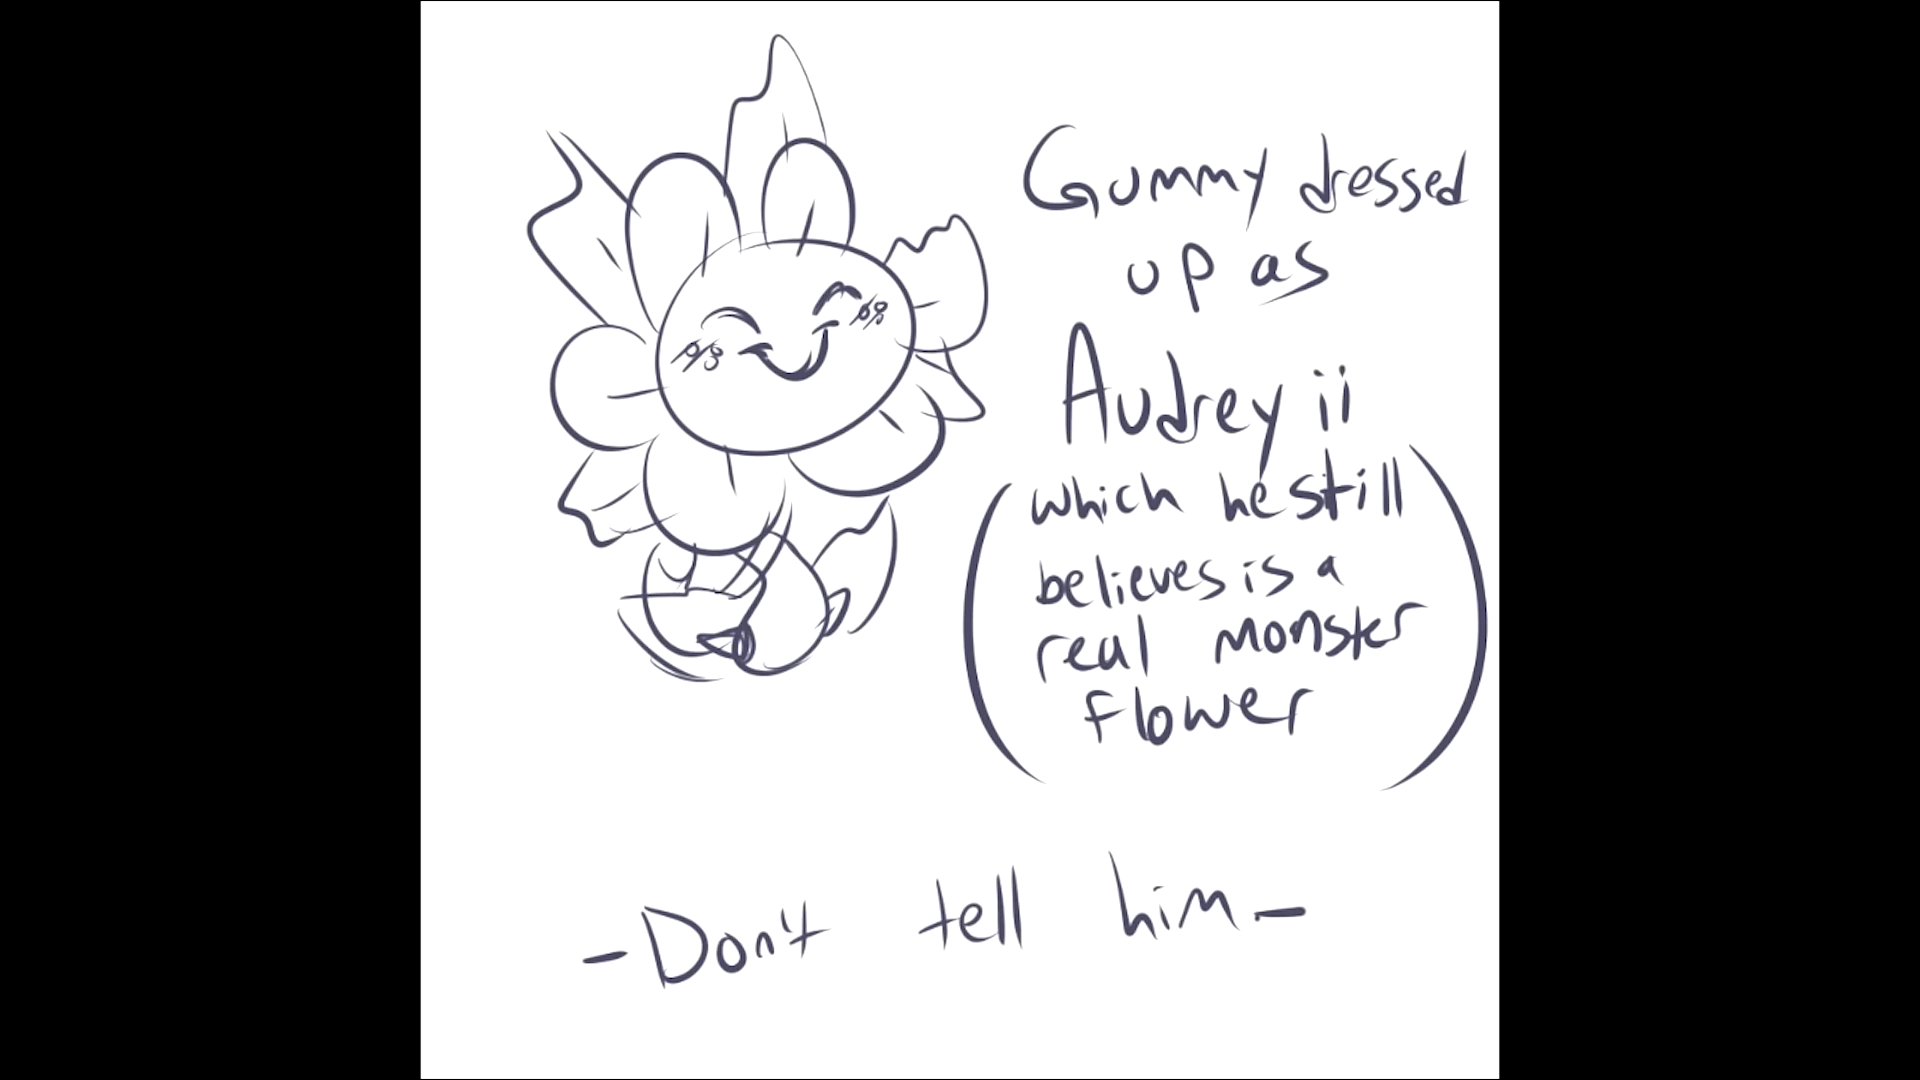 Gummy dressed
up as
Audrey ii
(which he still
believes is a
real monster
flower)
-Don't tell him-